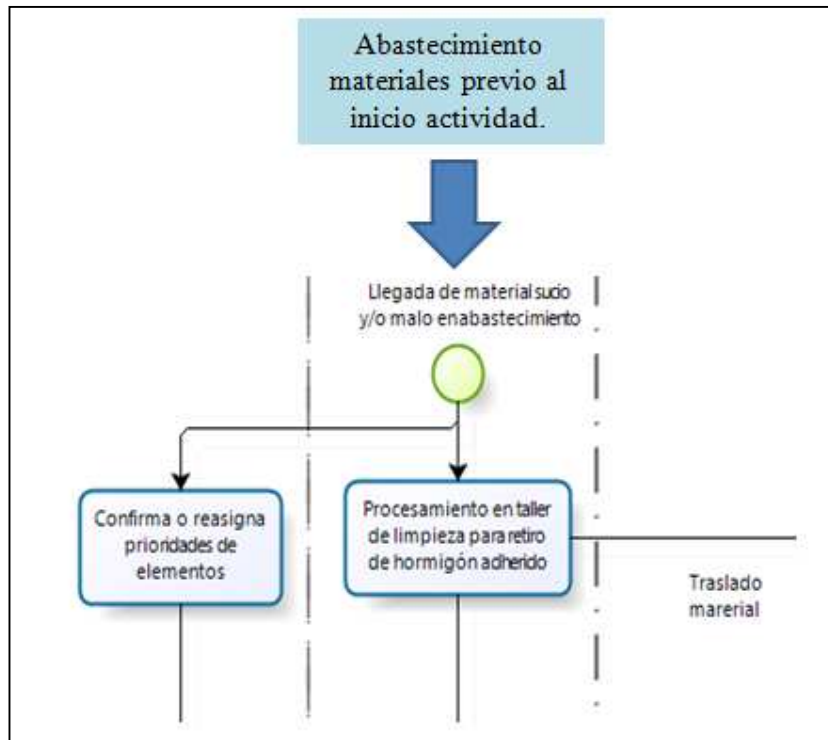 Abastecimiento
materiales previo al
inicio actividad.
Llegada de material sucio
y/o malo enabastecimiento
Confirma o reasigna
prioridades de
elementos
Procesamiento en taller
de limpieza para retiro
de hormigón adherido
Traslado
marerial